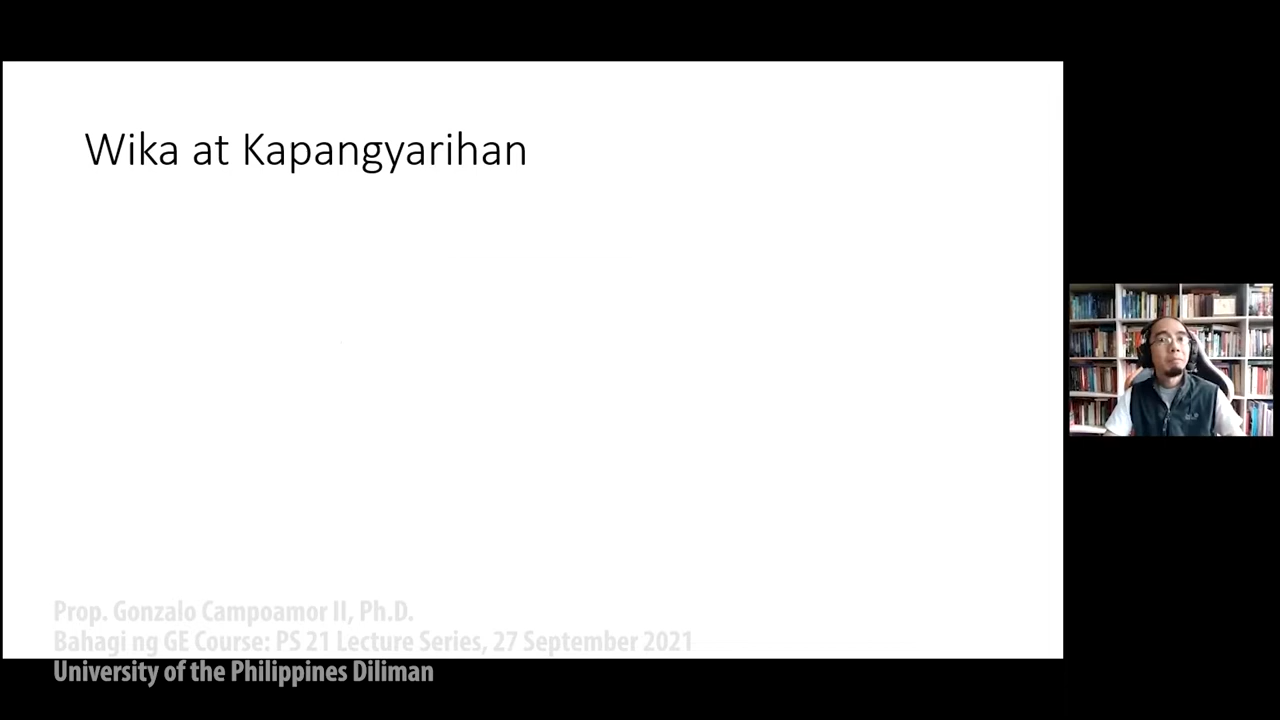 Wika at Kapangyarihan
Prop. Gonzalo Campoamor II, Ph.D.
Bahagi ng GE Course: PS 21 Lecture Series, 27 September 2021
University of the Philippines Diliman